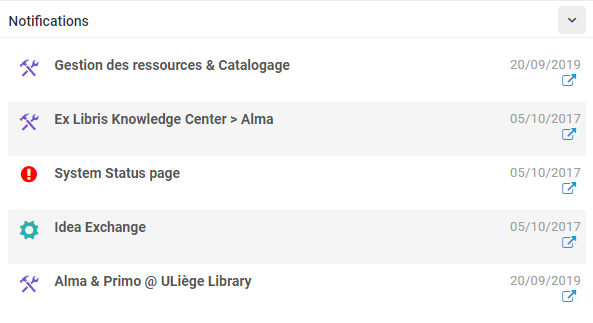 Notifications
Gestion des ressources & Catalogage 20/09/2019
Ex Libris Knowledge Center > Alma 05/10/2017
System Status page 05/10/2017
Idea Exchange 05/10/2017
Alma & Primo @ ULiège Library 20/09/2019